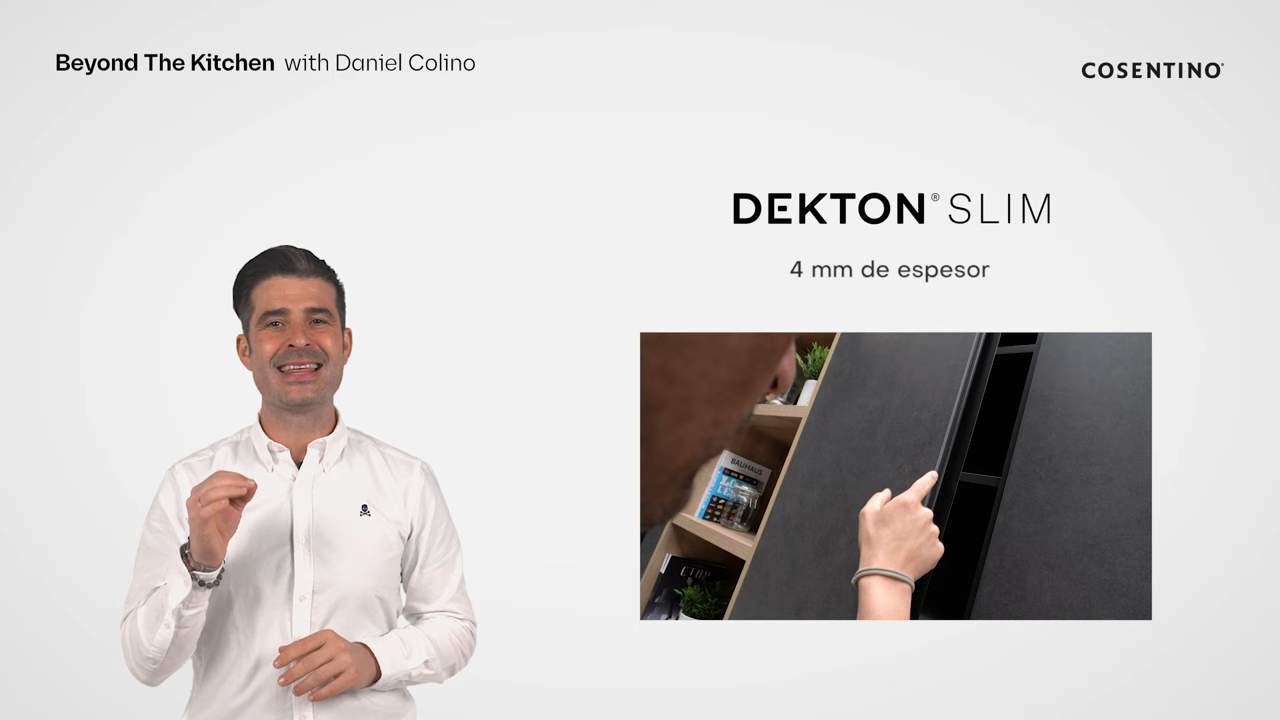 Beyond The Kitchen with Daniel Colino
COSENTINO®
DEKTON® SLIM
4 mm de espesor
BAUHAUS